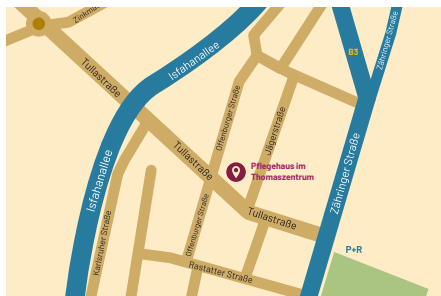 Isfahanallee
B3
Zähringer Straße
Tullastraße
Offenburger Straße
Jägerstraße
Tullastraße
Isfahanallee
Pflegehaus im
Thomaszentrum
Zähringer Straße
Karlsruher Straße
Offenburger Straße
Tullastraße
P+R
Rastatter Straße